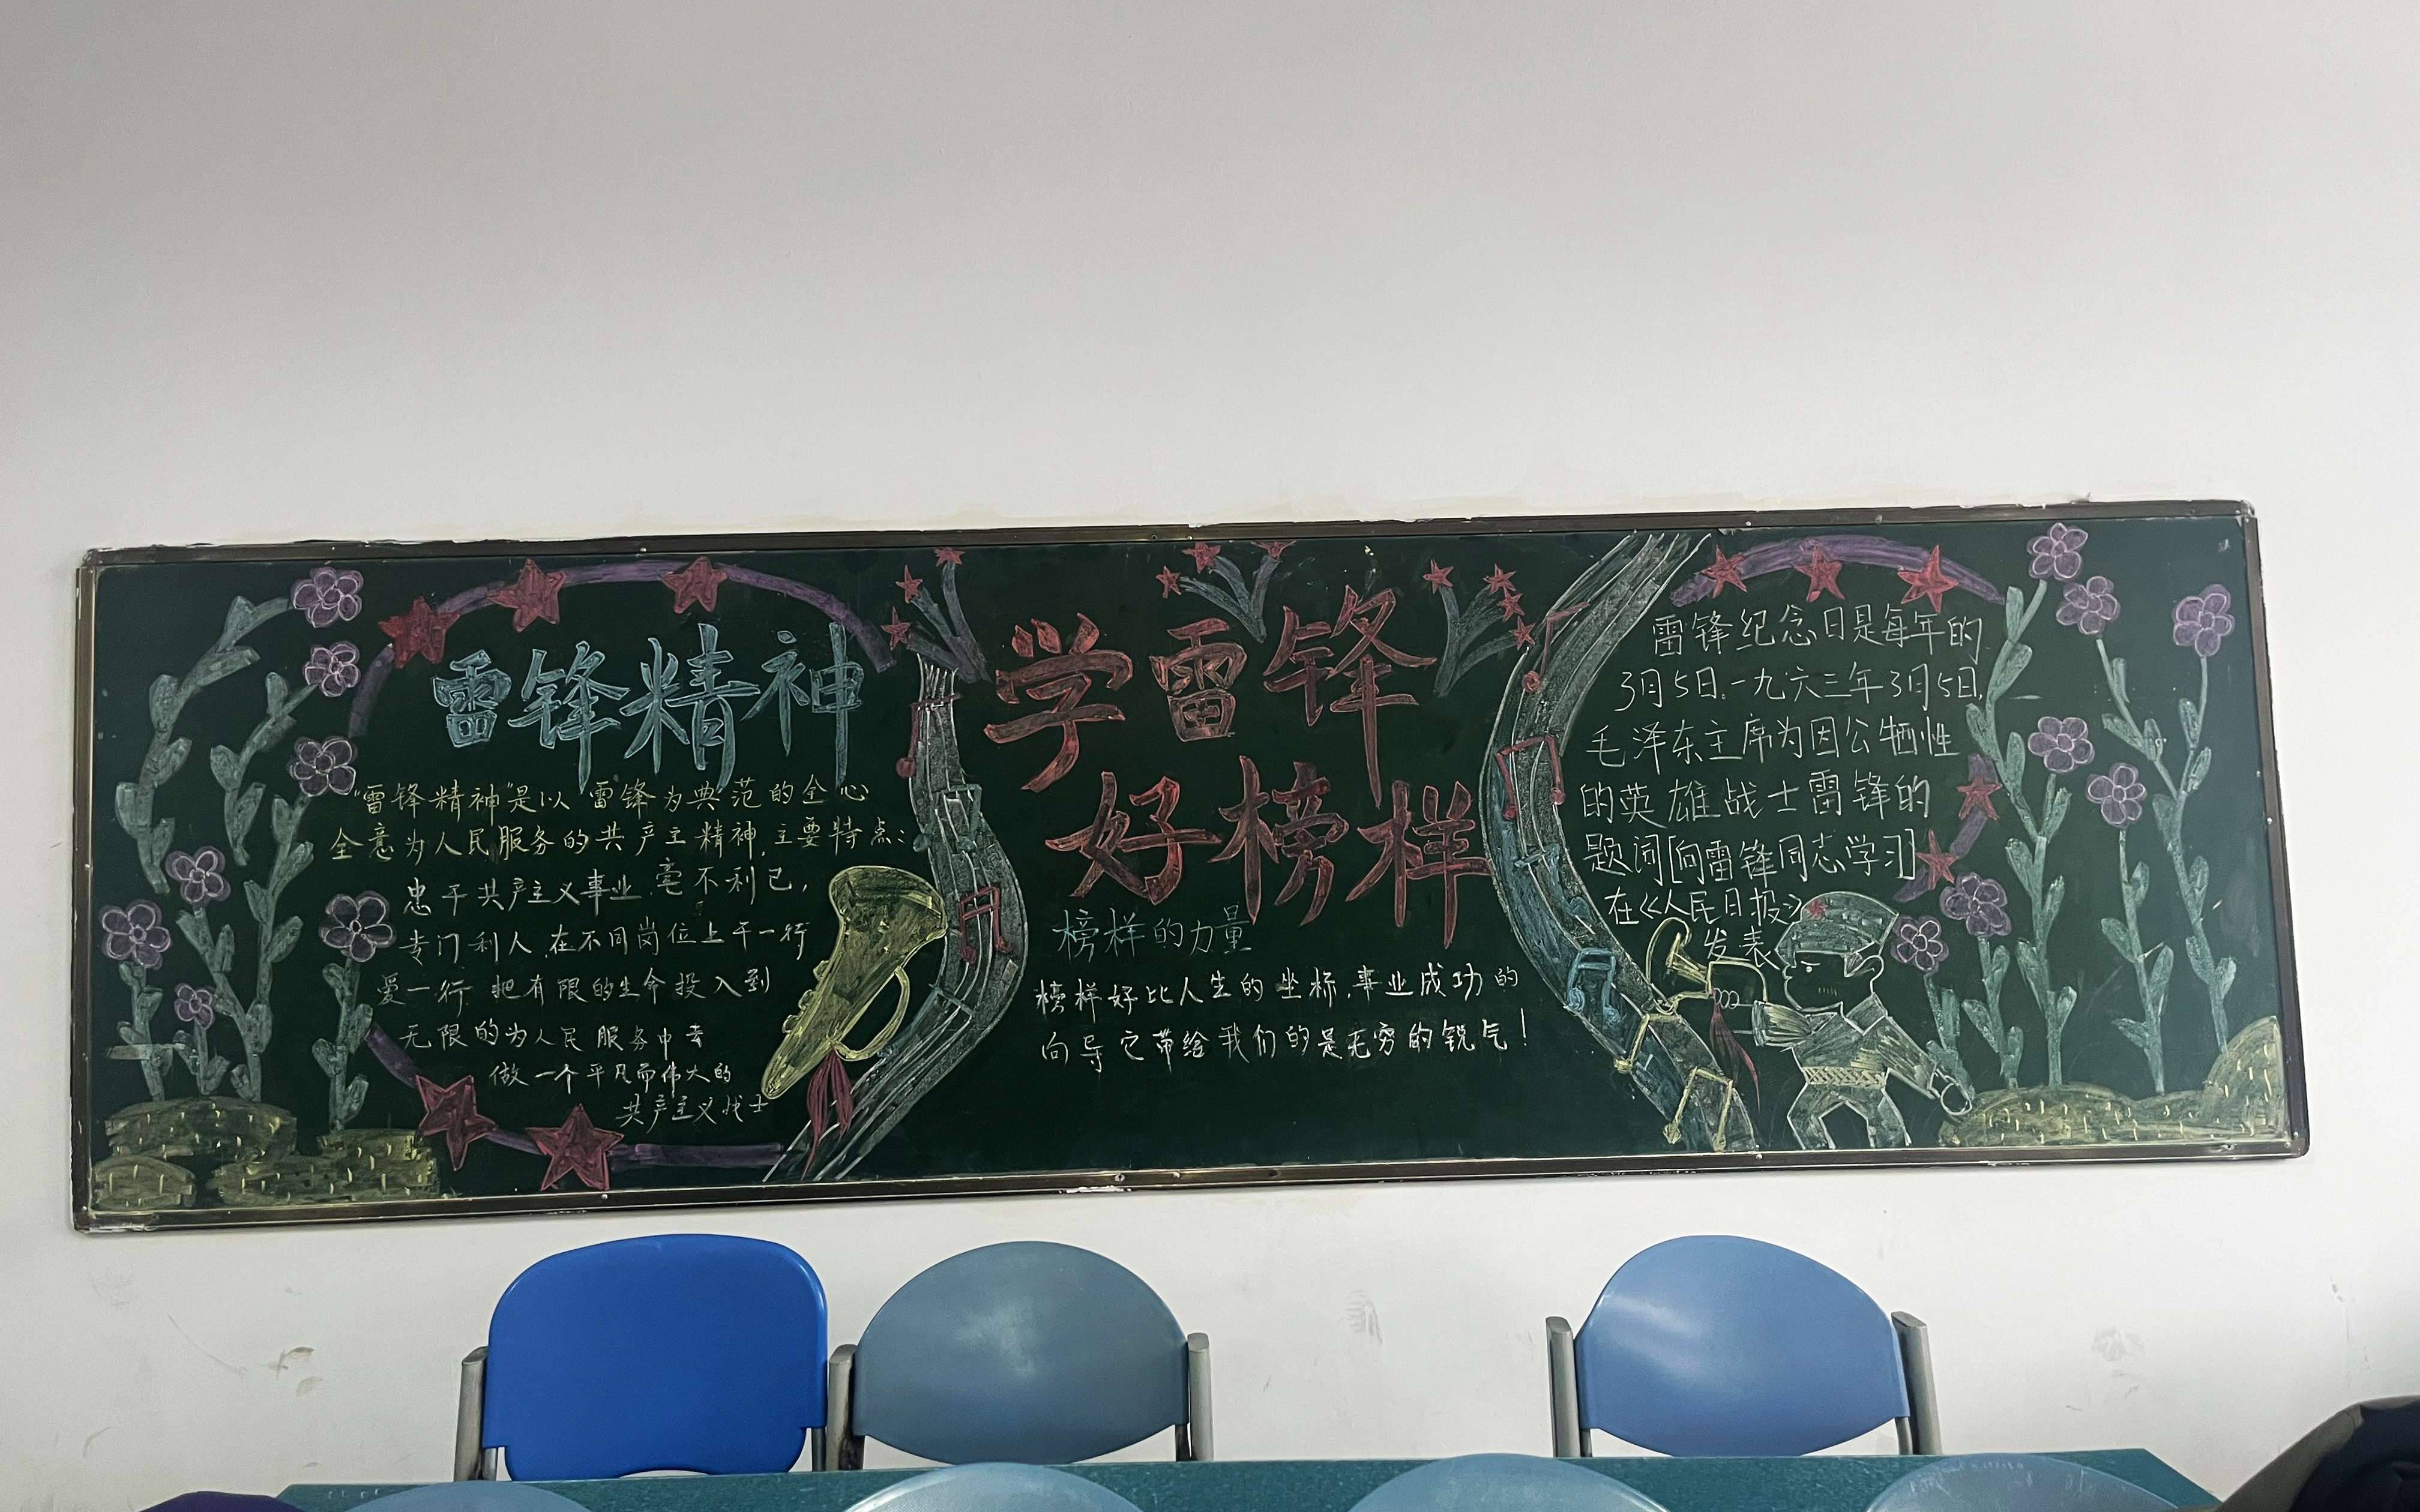 雷锋精神
"雷锋精神"是以雷锋为典范的全心
全意为人民服务的共产主精神,主要特点:
忠于共产主义事业,毫不利已,
专门利人,在不同岗位上干一行
爱一行,把有限的生命投入到
无限的为人民服务中去
做一个平凡而伟大的
共产主义战士
学雷锋
好榜样
榜样的力量
榜样好比人生的坐标,事业成功的
向导它带给我们的是无穷的锐气!
雷锋纪念日是每年的
3月5日.一九六三年3月5日,
毛泽东主席为因公牺性
的英雄战士雷锋的
题词[向雷锋同志学习]
在《人民日报》
发表